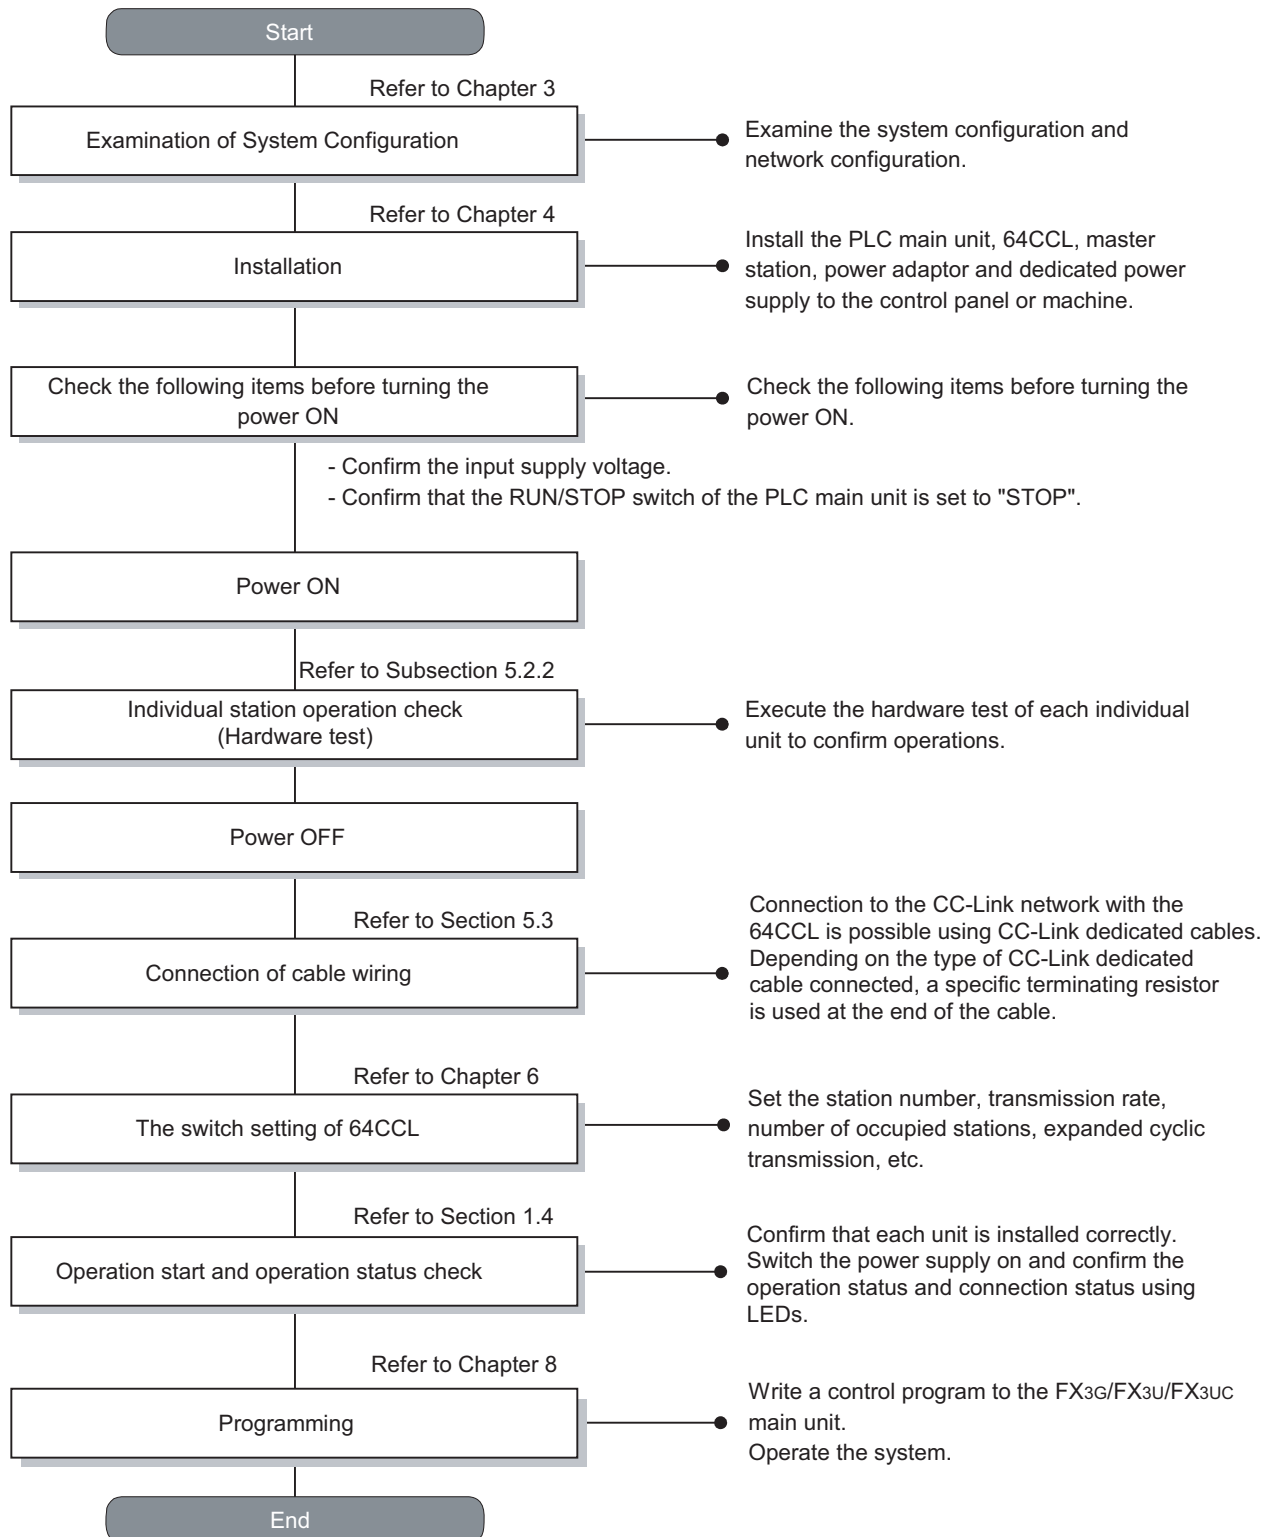 Start
Refer to Chapter 3
Examination of System Configuration
Examine the system configuration and
network configuration.
Refer to Chapter 4
Installation
Install the PLC main unit, 64CCL, master
station, power adaptor and dedicated power
supply to the control panel or machine.
Check the following items before turning the
power ON
Check the following items before turning the
power ON.
- Confirm the input supply voltage.
- Confirm that the RUN/STOP switch of the PLC main unit is set to "STOP".
Power ON
Refer to Subsection 5.2.2
Individual station operation check
(Hardware test)
Execute the hardware test of each individual
unit to confirm operations.
Power OFF
Refer to Section 5.3
Connection of cable wiring
Connection to the CC-Link network with the
64CCL is possible using CC-Link dedicated cables.
Depending on the type of CC-Link dedicated
cable connected, a specific terminating resistor
is used at the end of the cable.
Refer to Chapter 6
The switch setting of 64CCL
Set the station number, transmission rate,
number of occupied stations, expanded cyclic
transmission, etc.
Refer to Section 1.4
Operation start and operation status check
Confirm that each unit is installed correctly.
Switch the power supply on and confirm the
operation status and connection status using
LEDs.
Refer to Chapter 8
Programming
Write a control program to the FX3G/FX3U/FX3UC
main unit.
Operate the system.
End